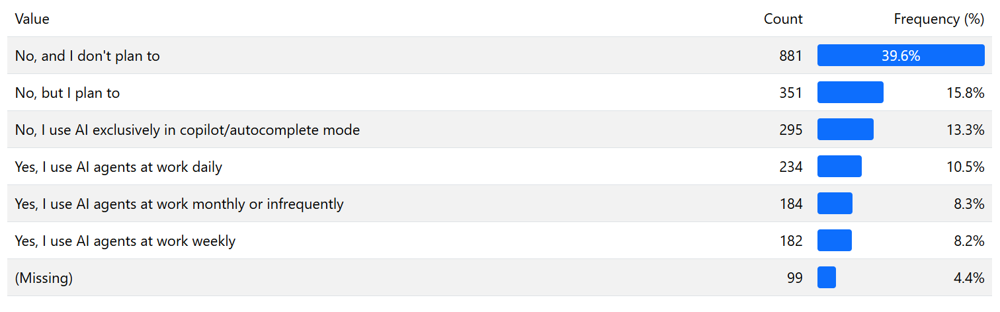 Value Count Frequency (%)
No, and I don't plan to 881 39.6%
No, but I plan to 351 15.8%
No, I use AI exclusively in copilot/autocomplete mode 295 13.3%
Yes, I use AI agents at work daily 234 10.5%
Yes, I use AI agents at work monthly or infrequently 184 8.3%
Yes, I use AI agents at work weekly 182 8.2%
(Missing) 99 4.4%